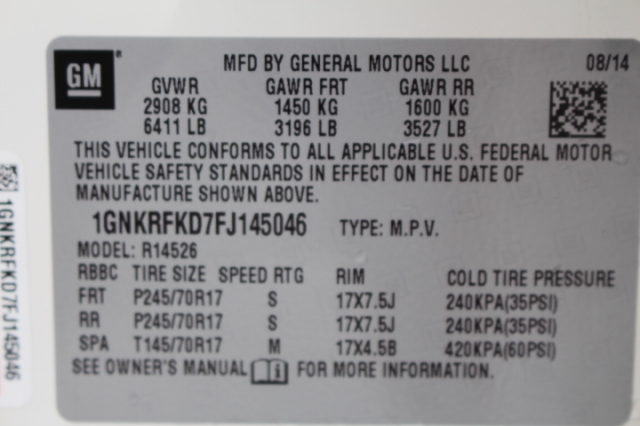 GM
MFD BY GENERAL MOTORS LLC 08/14
GVWR GAWR FRT GAWR RR
2908 KG 1450 KG 1600 KG
6411 LB 3196 LB 3527 LB
THIS VEHICLE CONFORMS TO ALL APPLICABLE U.S. FEDERAL MOTOR
VEHICLE SAFETY STANDARDS IN EFFECT ON THE DATE OF
MANUFACTURE SHOWN ABOVE.
1GNKRFKD7FJ145046 TYPE: M.P.V.
MODEL: R14526
RBBC TIRE SIZE SPEED RTG RIM COLD TIRE PRESSURE
FRT P245/70R17 S 17X7.5J 240KPA(35PSI)
RR P245/70R17 S 17X7.5J 240KPA(35PSI)
SPA T145/70R17 M 17X4.5B 420KPA(60PSI)
SEE OWNER'S MANUAL FOR MORE INFORMATION.
1GNKRFKD7FJ145046